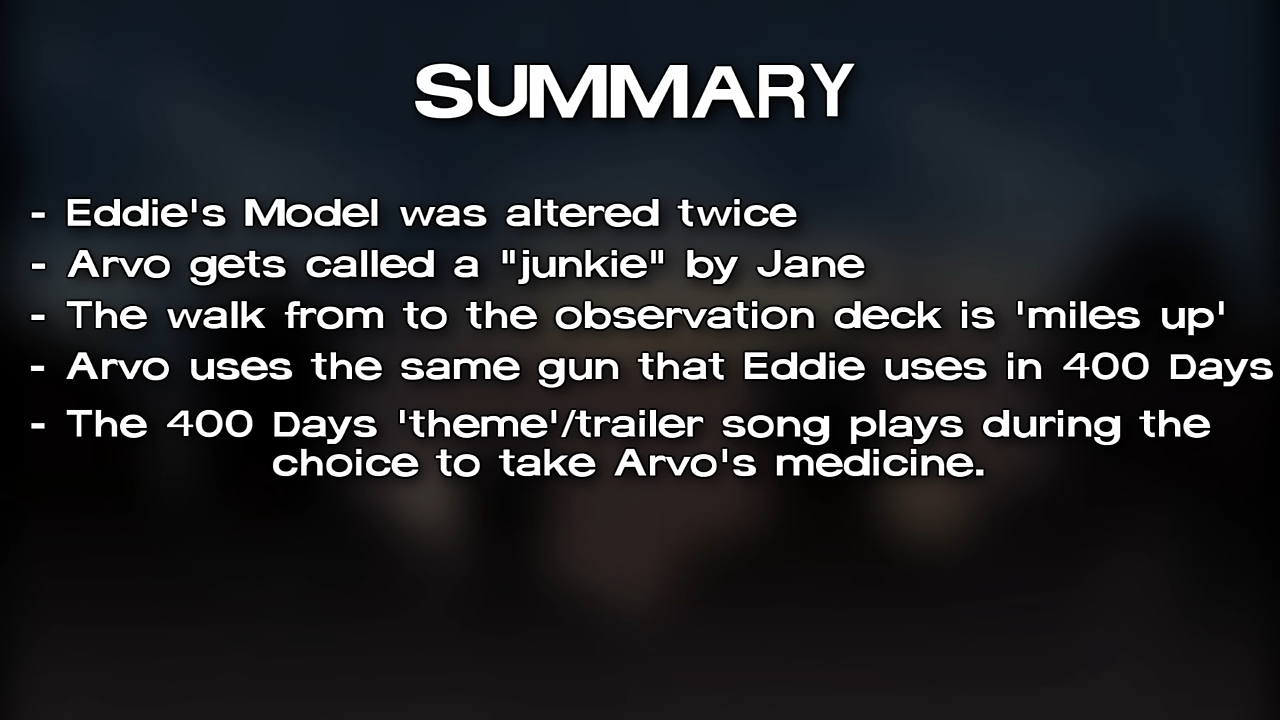 SUMMARY
- Eddie's Model was altered twice
- Arvo gets called a "junkie" by Jane
- The walk from to the observation deck is 'miles up'
- Arvo uses the same gun that Eddie uses in 400 Days
- The 400 Days 'theme'/trailer song plays during the
choice to take Arvo's medicine.